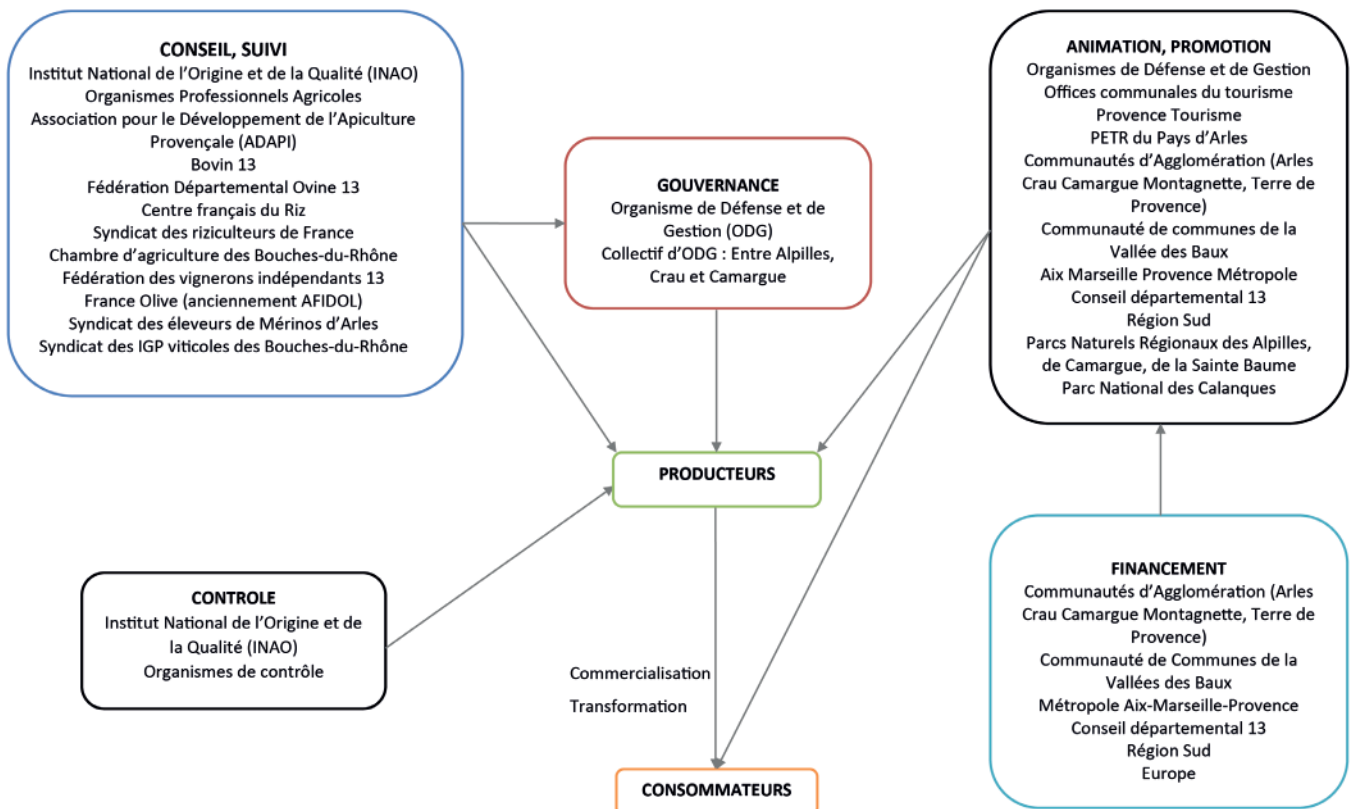 CONSEIL, SUIVI
Institut National de l'Origine et de la Qualité (INAO)
Organismes Professionnels Agricoles
Association pour le Développement de l'Apiculture
Provençale (ADAPI)
Bovin 13
Fédération Départemental Ovine 13
Centre français du Riz
Syndicat des riziculteurs de France
Chambre d'agriculture des Bouches-du-Rhône
Fédération des vignerons indépendants 13
France Olive (anciennement AFIDOL)
Syndicat des éleveurs de Mérinos d'Arles
Syndicat des IGP viticoles des Bouches-du-Rhône
GOUVERNANCE
Organisme de Défense et de
Gestion (ODG)
Collectif d'ODG : Entre Alpilles,
Crau et Camargue
ANIMATION, PROMOTION
Organismes de Défense et de Gestion
Offices communales du tourisme
Provence Tourisme
PETR du Pays d'Arles
Communautés d'Agglomération (Arles
Crau Camargue Montagnette, Terre de
Provence)
Communauté de communes de la
Vallée des Baux
Aix Marseille Provence Métropole
Conseil départemental 13
Région Sud
Parcs Naturels Régionaux des Alpilles,
de Camargue, de la Sainte Baume
Parc National des Calanques
PRODUCTEURS
CONTROLE
Institut National de l'Origine et de
la Qualité (INAO)
Organismes de contrôle
Commercialisation
Transformation
FINANCEMENT
Communautés d'Agglomération (Arles
Crau Camargue Montagnette, Terre de
Provence)
Communauté de Communes de la
Vallées des Baux
Métropole Aix-Marseille-Provence
Conseil départemental 13
Région Sud
Europe
CONSOMMATEURS